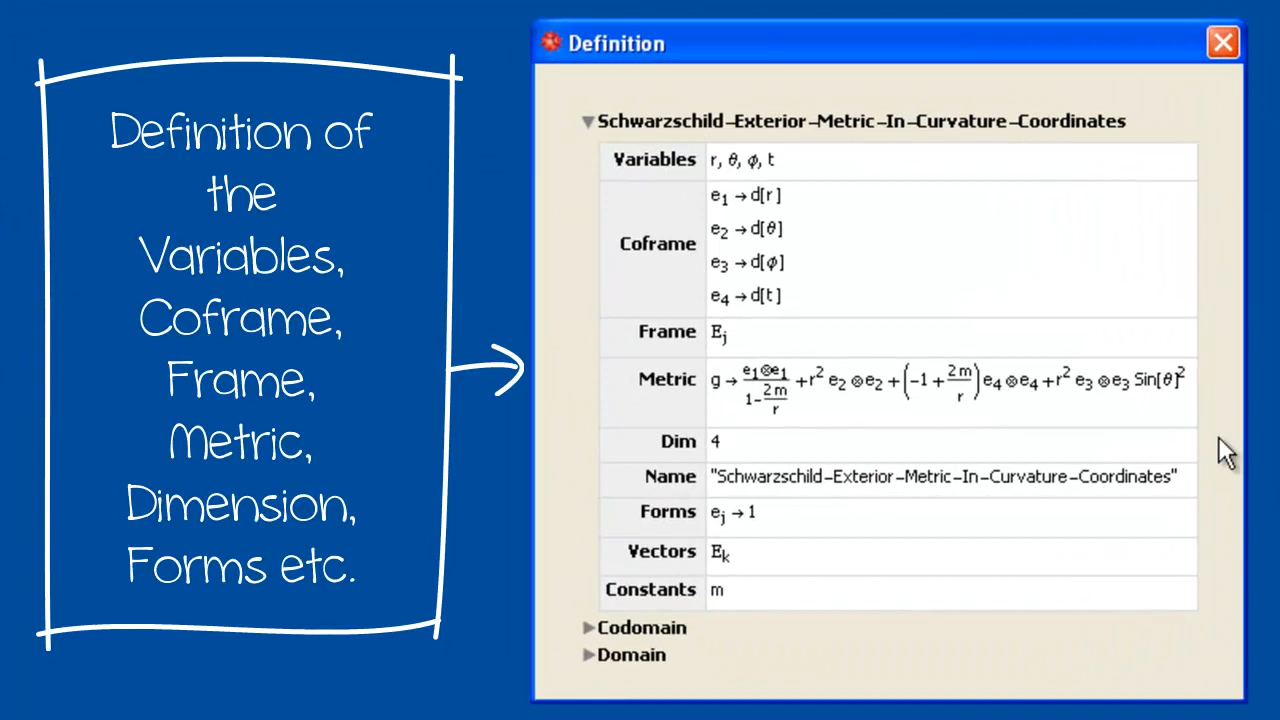 Definition of
the
Variables,
Coframe,
Frame,
Metric,
Dimension,
Forms etc.
Definition
Schwarzschild-Exterior-Metric-In-Curvature-Coordinates
Variables r, θ, ϕ, t
Coframe
e₁ → d[r]
e₂ → d[θ]
e₃ → d[ϕ]
e₄ → d[t]
Frame Eⱼ
Metric g → (e₁⊗e₁)/(1-(2 m)/r) + r² e₂ ⊗e₂ + (-1 + (2 m)/r) e₄ ⊗e₄ + r² e₃ ⊗e₃ Sin[θ]²
Dim 4
Name "Schwarzschild-Exterior-Metric-In-Curvature-Coordinates"
Forms eⱼ → 1
Vectors Eₖ
Constants m
Codomain
Domain